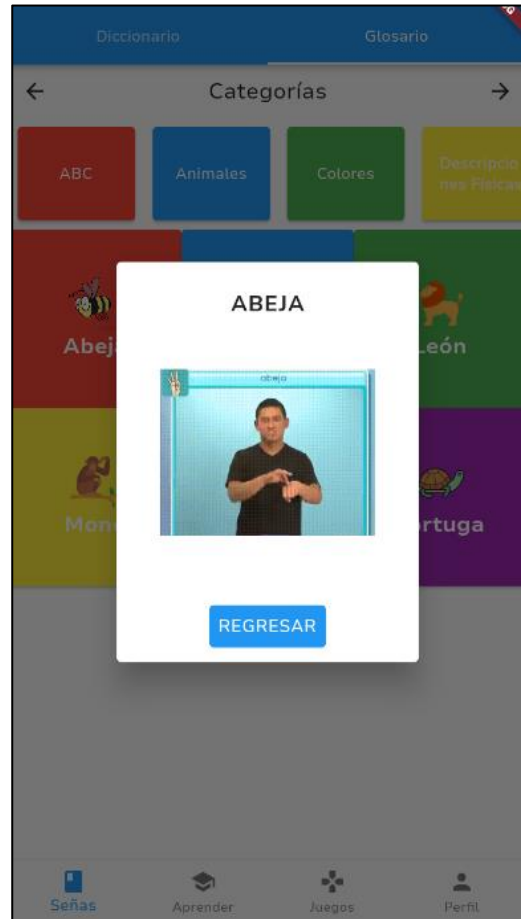 Diccionario
Glosario
Categorías
ABC
Animales
Colores
Descripcio
nes Físicas
ABEJA
abeja
Abej
León
Mon
rtuga
REGRESAR
Señas
Aprender
Juegos
Perfil